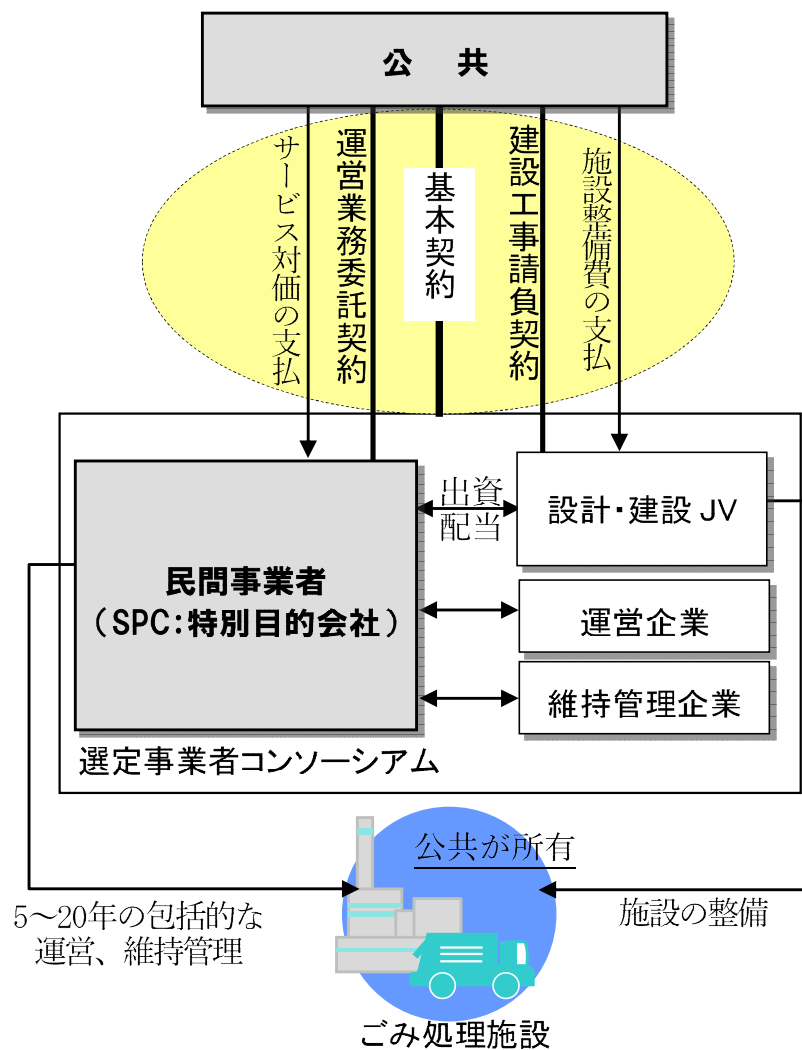 公　共
サービス対価の支払
運営業務委託契約
基本契約
建設工事請負契約
施設整備費の支払
出資
配当
設計・建設 JV
民間事業者
（SPC：特別目的会社）
運営企業
維持管理企業
選定事業者コンソーシアム
公共が所有
5～20年の包括的な
運営、維持管理
施設の整備
ごみ処理施設